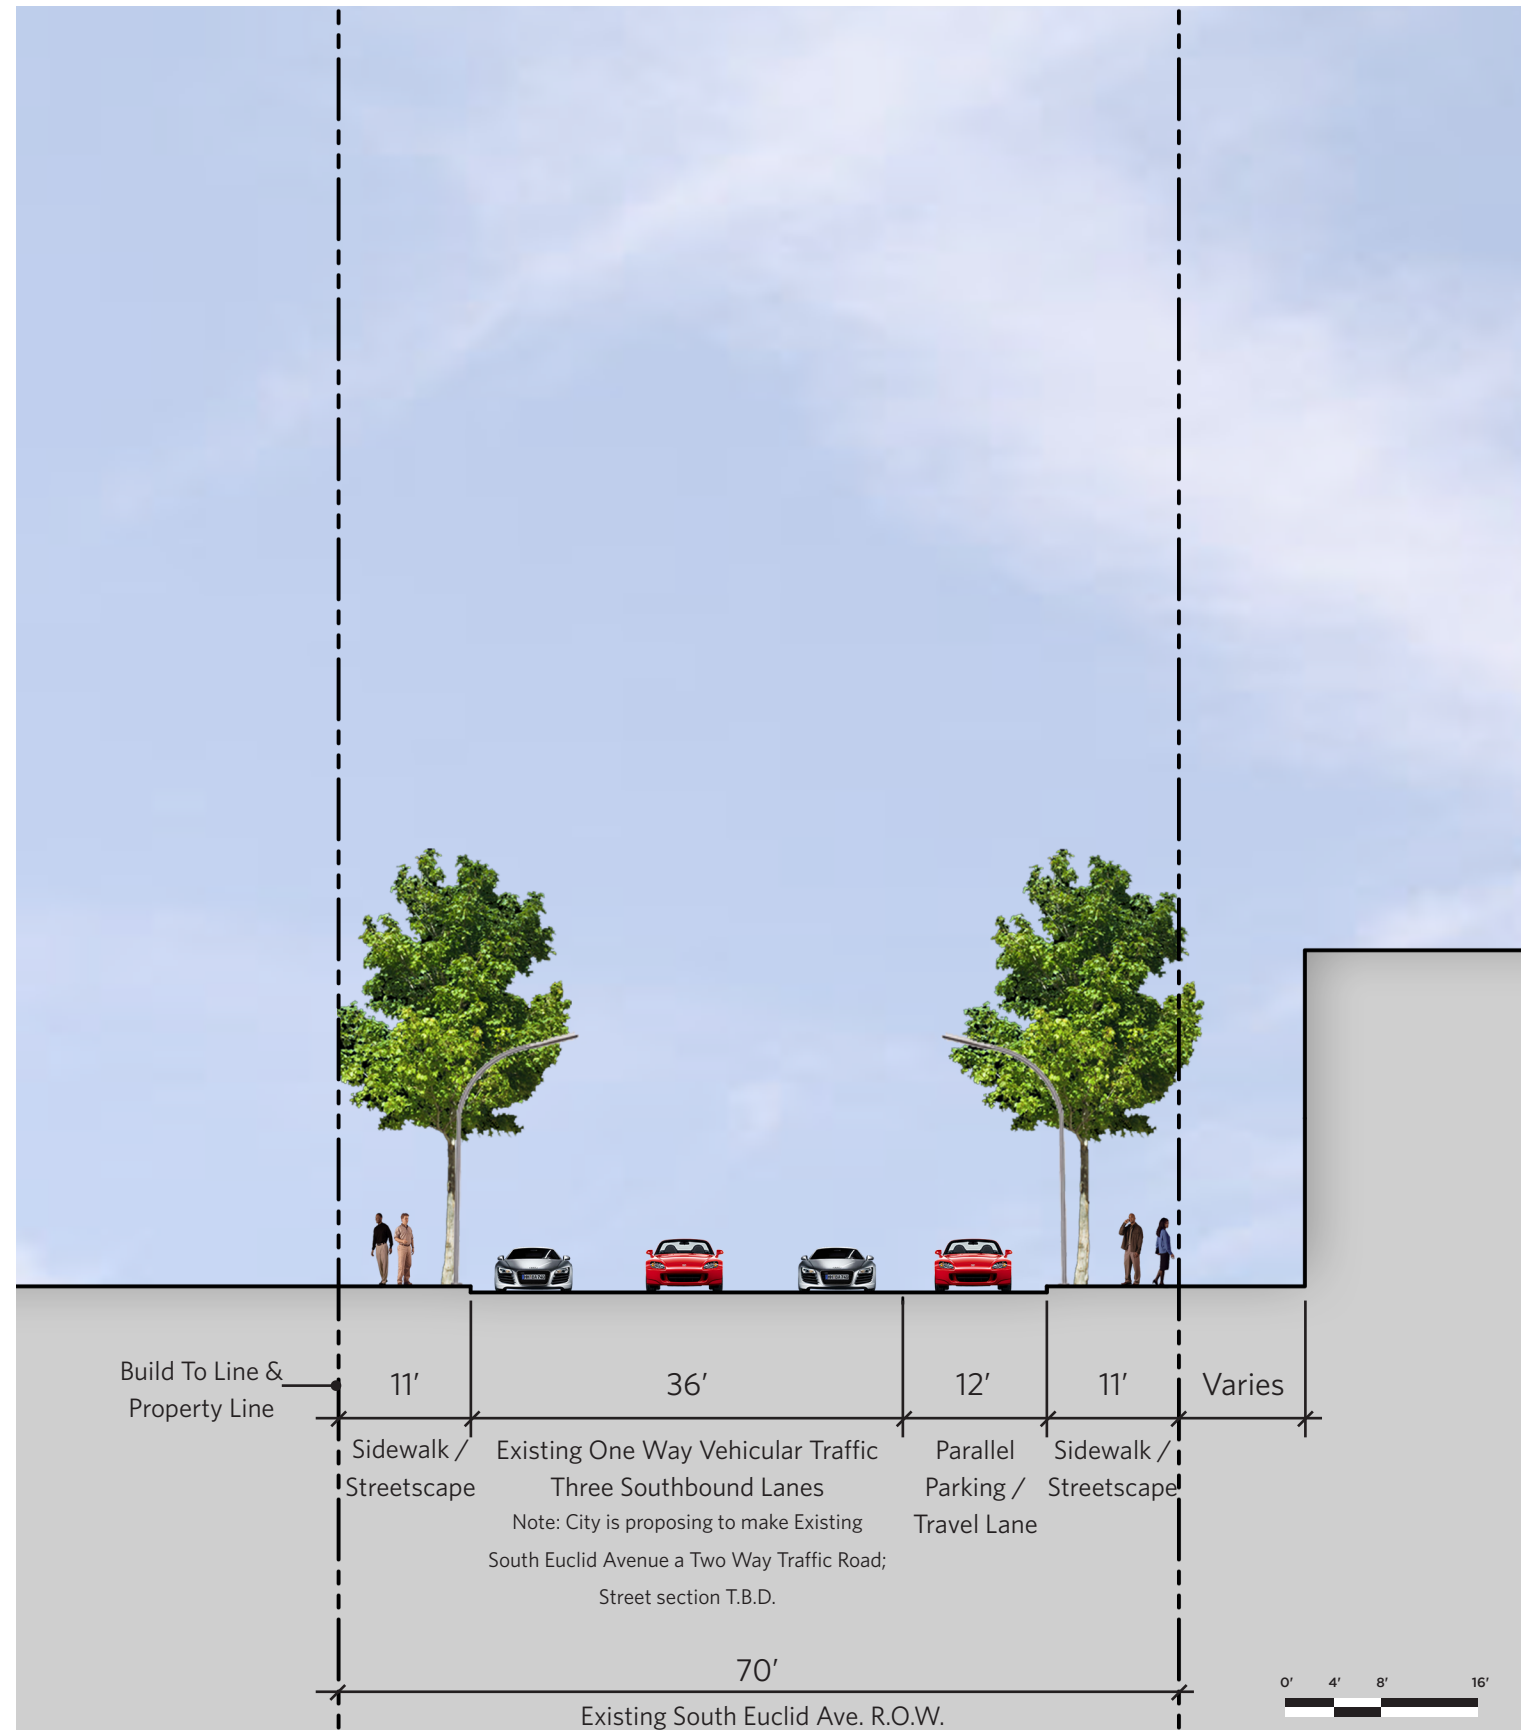 Build To Line &
Property Line
11′
36′
12′
11′
Varies
Sidewalk /
Streetscape
Existing One Way Vehicular Traffic
Three Southbound Lanes
Note: City is proposing to make Existing
South Euclid Avenue a Two Way Traffic Road;
Street section T.B.D.
Parallel
Parking /
Travel Lane
Sidewalk /
Streetscape
70′
Existing South Euclid Ave. R.O.W.
0′ 4′ 8′ 16′